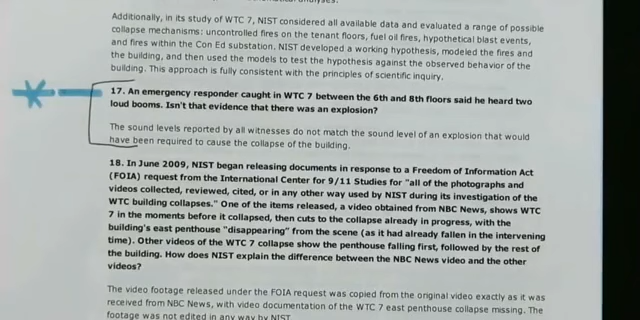 Additionally, in its study of WTC 7, NIST considered all available data and evaluated a range of possible
collapse mechanisms: uncontrolled fires on the tenant floors, fuel oil fires, hypothetical blast events,
and fires within the Con Ed substation. NIST developed a working hypothesis, modeled the fires and
the building, and then used the models to test the hypothesis against the observed behavior of the
building. This approach is fully consistent with the principles of scientific inquiry.
17. An emergency responder caught in WTC 7 between the 6th and 8th floors said he heard two
loud booms. Isn't that evidence that there was an explosion?
The sound levels reported by all witnesses do not match the sound level of an explosion that would
have been required to cause the collapse of the building.
18. In June 2009, NIST began releasing documents in response to a Freedom of Information Act
(FOIA) request from the International Center for 9/11 Studies for "all of the photographs and
videos collected, reviewed, cited, or in any other way used by NIST during its investigation of the
WTC building collapses." One of the items released, a video obtained from NBC News, shows WTC
7 in the moments before it collapsed, then cuts to the collapse already in progress, with the
building's east penthouse "disappearing" from the scene (as it had already fallen in the intervening
time). Other videos of the WTC 7 collapse show the penthouse falling first, followed by the rest of
the building. How does NIST explain the difference between the NBC News video and the other
videos?
The video footage released under the FOIA request was copied from the original video exactly as it was
received from NBC News, with video documentation of the WTC 7 east penthouse collapse missing. The
footage was not edited in any way by NIST.